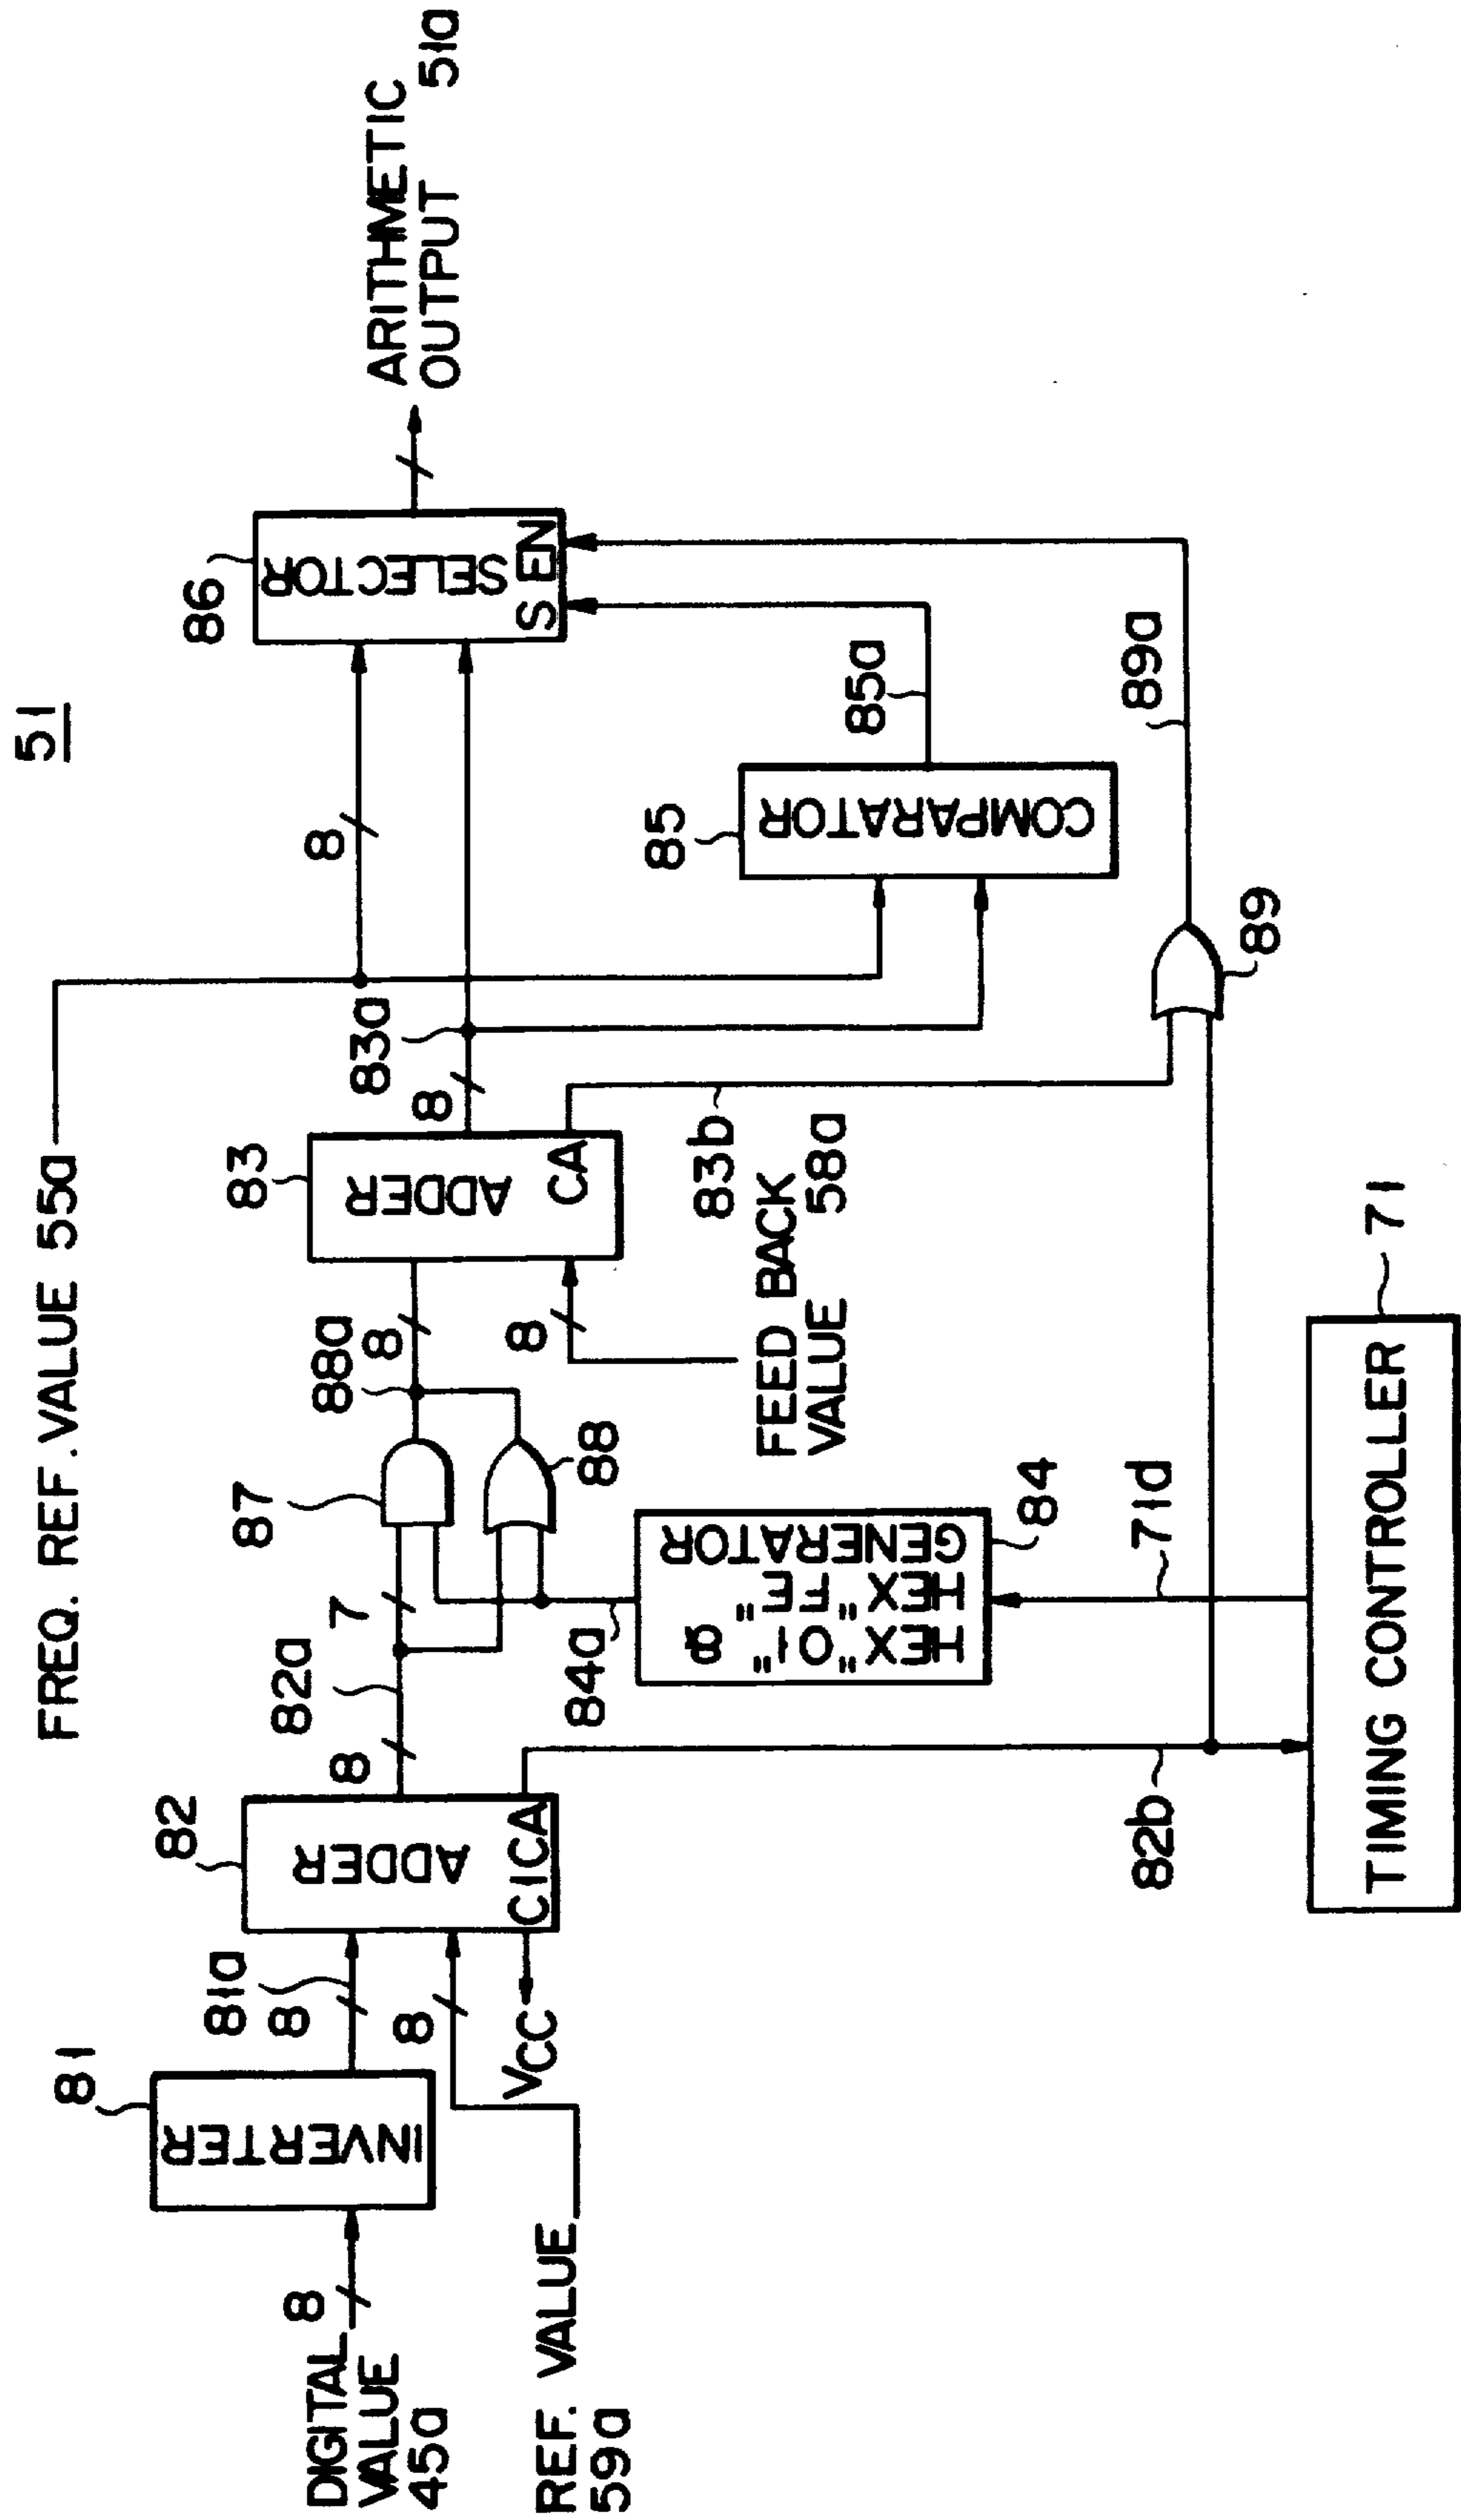 51
FREQ. REF. VALUE 55a
DIGITAL
VALUE
45a
8
81
INVERTER
81a
8
REF. VALUE
59a
8
VCC
82
ADDER
CI CA
8
82a
7
82b
87
88
88a
8
84a
HEX "01" &
HEX "FF"
GENERATOR
84
71d
TIMING CONTROLLER
71
8
FEED BACK
VALUE 58a
83
ADDER
CA
8
83a
83b
8
85
COMPARATOR
85a
89
89a
86
SELECTOR
S EN
ARITHMETIC
OUTPUT 51a